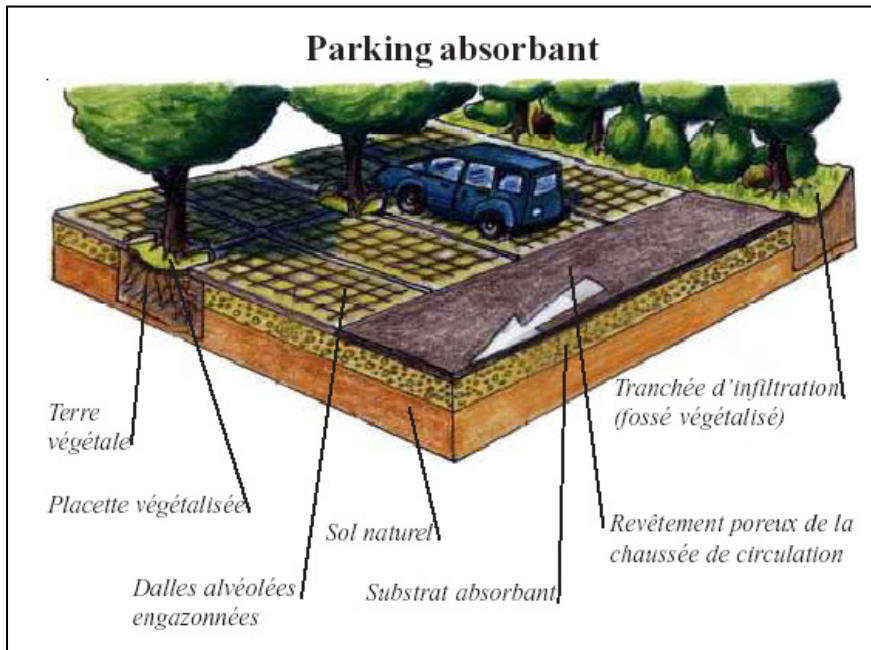 Parking absorbant
Terre
végétale
Placette végétalisée
Sol naturel
Dalles alvéolées
engazonnées
Substrat absorbant
Tranchée d'infiltration
(fossé végétalisé)
Revêtement poreux de la
chaussée de circulation